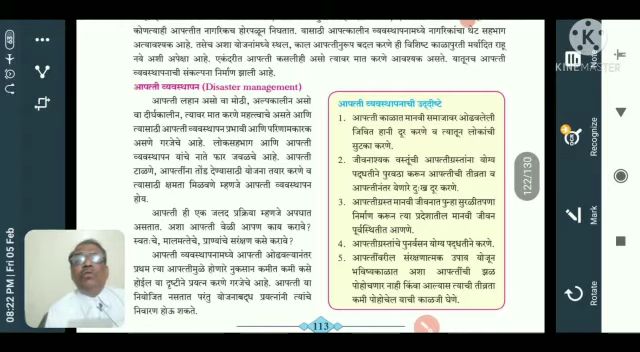 कोणत्याही आपत्तीत नागरिकच होरपळून निघतात. यासाठी आपत्कालीन व्यवस्थापनामध्ये नागरिकांचा थेट सहभाग
अत्यावश्यक आहे. तसेच अशा योजनांमध्ये स्थल, काल आपत्तीनुरूप बदल करणे ही विशिष्ट काळापुरती मर्यादित राहू
नये अशी अपेक्षा आहे. एकंदरीत आपत्ती कसलीही असो त्यावर मात करणे आवश्यक असते. यातूनच आपत्ती
व्यवस्थापनाची संकल्पना निर्माण झाली आहे.
आपत्ती व्यवस्थापन (Disaster management)
आपत्ती लहान असो वा मोठी, अल्पकालीन असो
वा दीर्घकालीन, त्यावर मात करणे महत्त्वाचे असते आणि
त्यासाठी आपत्ती व्यवस्थापन प्रभावी आणि परिणामकारक
असणे गरजेचे आहे. लोकसहभाग आणि आपत्ती
व्यवस्थापन यांचे नाते फार जवळचे आहे. आपत्ती
टाळणे, आपत्तींना तोंड देण्यासाठी योजना तयार करणे व
त्यासाठी क्षमता मिळवणे म्हणजे आपत्ती व्यवस्थापन
होय.
आपत्ती ही एक जलद प्रक्रिया म्हणजे अपघात
असतात. अशा आपत्ती वेळी आपण काय करावे ?
स्वतःचे, मालमत्तेचे, प्राण्यांचे संरक्षण कसे करावे ?
आपत्ती व्यवस्थापनामध्ये आपत्ती ओढवल्यानंतर
प्रथम त्या आपत्तीमुळे होणारे नुकसान कमीत कमी कसे
होईल या दृष्टीने प्रयत्न करणे गरजेचे आहे. आपत्ती या
नियोजित नसतात परंतु योजनाबद्ध प्रयत्नांनी त्यांचे
निवारण होऊ शकते.
आपत्ती व्यवस्थापनाची उद्‌दीष्टे
1. आपत्ती काळात मानवी समाजावर ओढवलेली
जिवित हानी दूर करणे व त्यातून लोकांची
सुटका करणे.
2. जीवनाश्यक वस्तूंची आपत्तीग्रस्तांना योग्य
पद्धतीने पुरवठा करून आपत्तीची तीव्रता व
आपत्तीनंतर येणारे दुःख दूर करणे.
3. आपत्तीग्रस्त मानवी जीवनात पुन्हा सुरळीतपणा
निर्माण करून त्या प्रदेशातील मानवी जीवन
पूर्वस्थितीत आणणे.
4. आपत्तीग्रस्तांचे पुनर्वसन योग्य पद्धतीने करणे.
5. आपत्तींवरील संरक्षणात्मक उपाय योजून
भविष्यकाळात अशा आपत्तींची झळ
पोहोचणार नाही किंवा आल्यास त्याची तीव्रता
कमी पोहोचेल याची काळजी घेणे.
113
122/130
Recognize
Mark
Rotate
08:22 PM
Made with
KINEMASTER